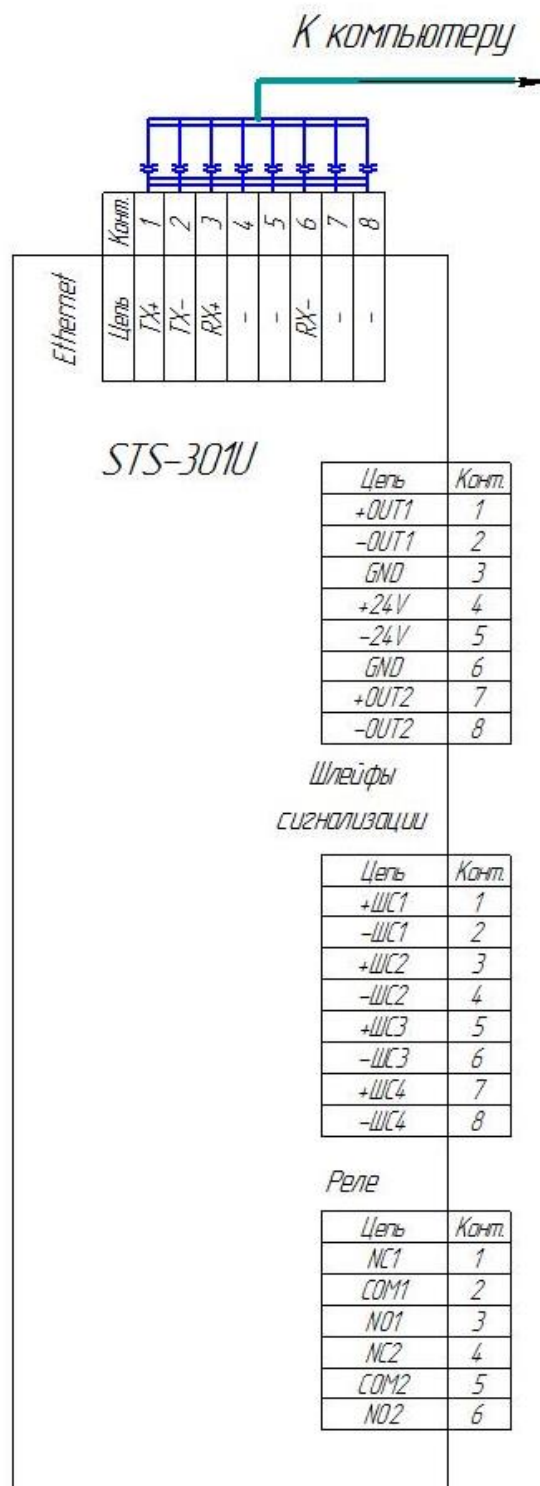 К компьютеру
Конт. 1 2 3 4 5 6 7 8
Ethernet
Цепь TX+ TX- RX+ - - RX- - -
STS-301U
Цепь Конт.
+OUT1 1
-OUT1 2
GND 3
+24V 4
-24V 5
GND 6
+OUT2 7
-OUT2 8
Шлейфы
сигнализации
Цепь Конт.
+ШС1 1
-ШС1 2
+ШС2 3
-ШС2 4
+ШС3 5
-ШС3 6
+ШС4 7
-ШС4 8
Реле
Цепь Конт.
NC1 1
COM1 2
NO1 3
NC2 4
COM2 5
NO2 6